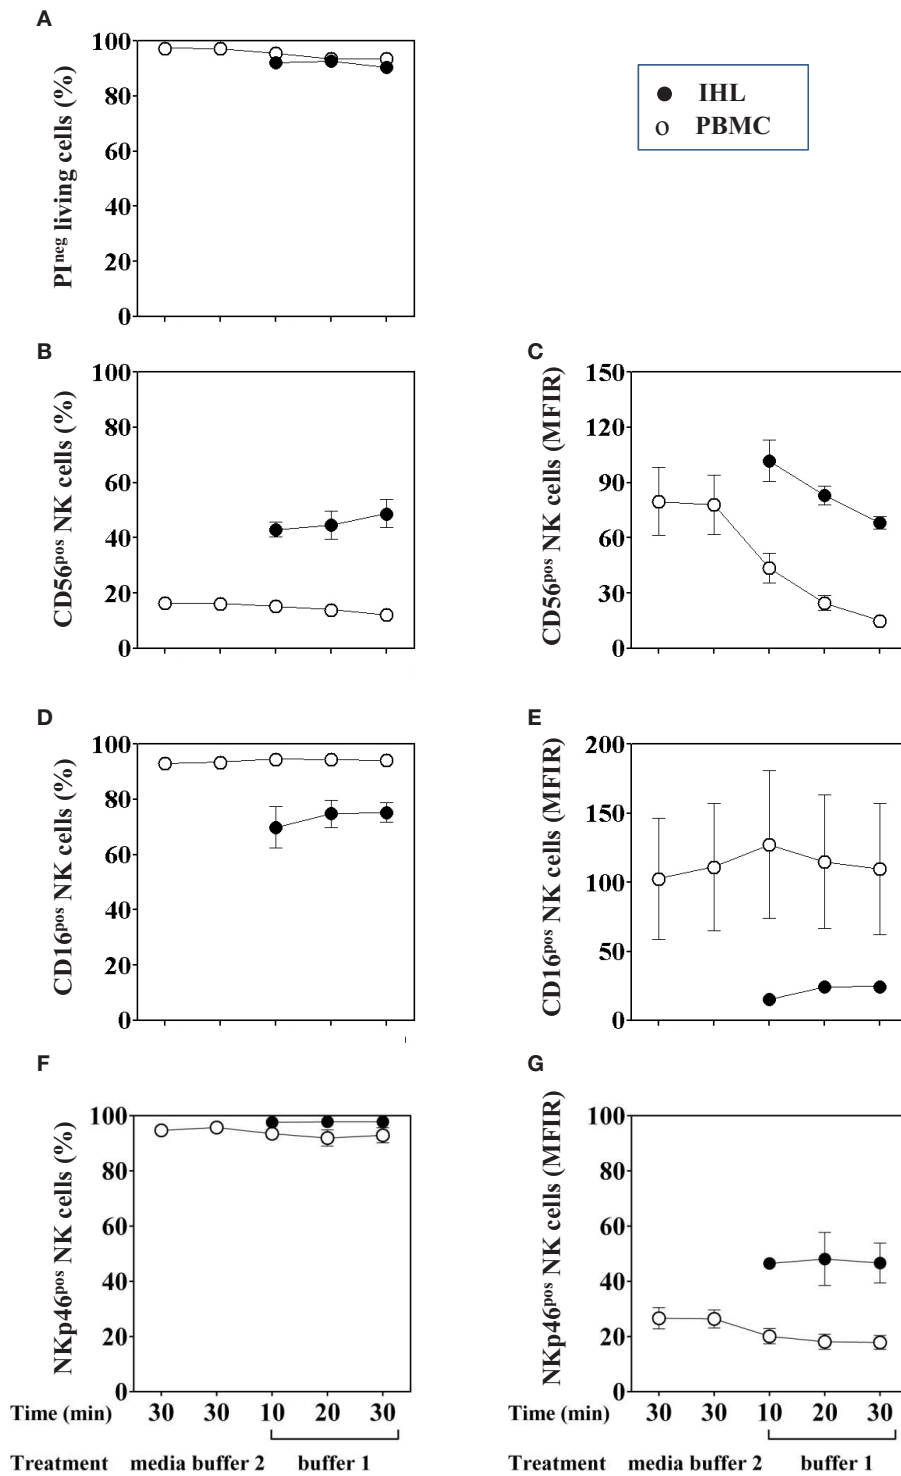 A
PIneg living cells (%)
100
80
60
40
20
0
IHL
PBMC
B
CD56pos NK cells (%)
100
80
60
40
20
0
C
CD56pos NK cells (MFIR)
150
120
90
60
30
0
D
CD16pos NK cells (%)
100
80
60
40
20
0
E
CD16pos NK cells (MFIR)
200
150
100
50
0
F
NKp46pos NK cells (%)
100
80
60
40
20
0
G
NKp46pos NK cells (MFIR)
100
80
60
40
20
0
Time (min) 30 30 10 20 30 30 30 10 20 30
Treatment media buffer 2 buffer 1 media buffer 2 buffer 1